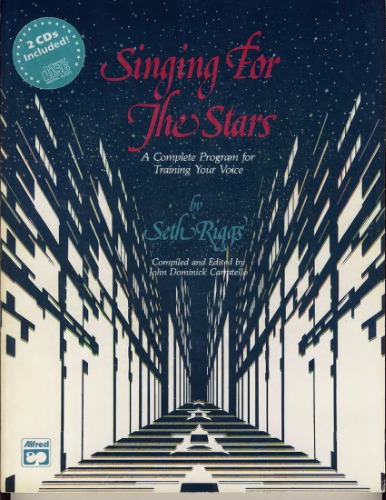 2 CDs
Included!
Singing For
The Stars
A Complete Program for
Training Your Voice
by
Seth Riggs
Compiled and Edited by
John Dominick Carratello
Alfred